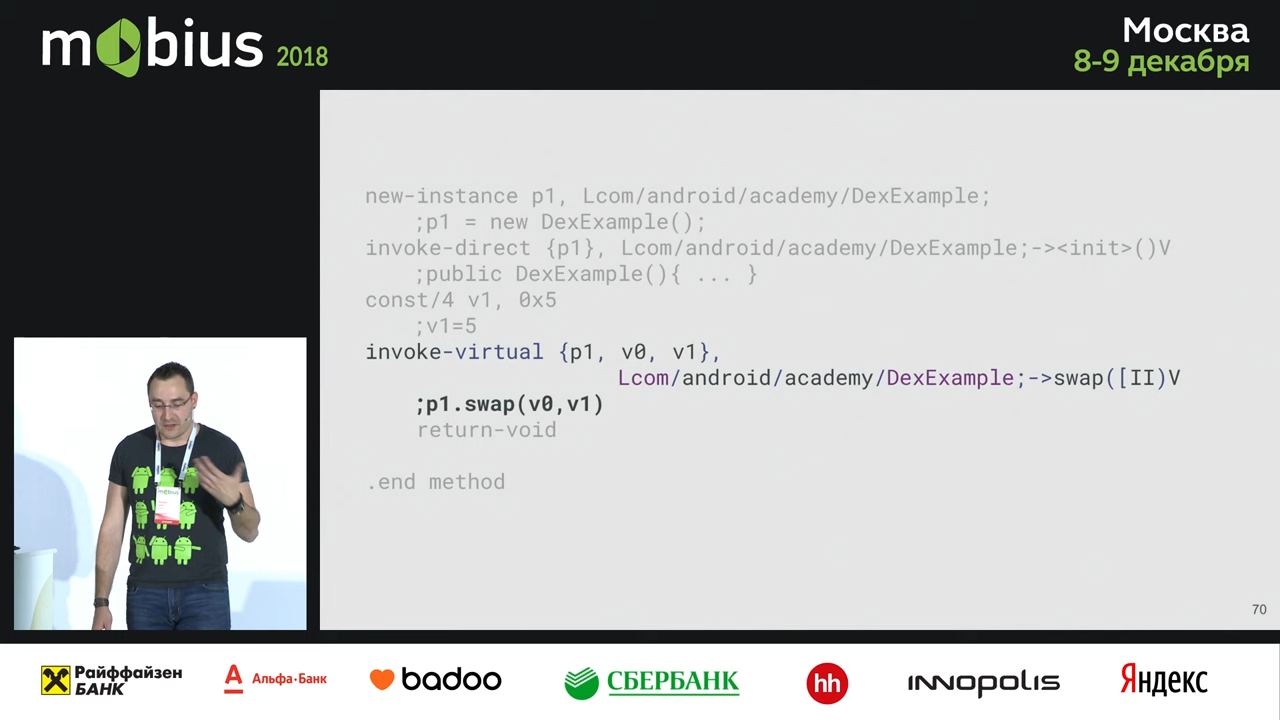 mobius 2018
Москва
8-9 декабря
new-instance p1, Lcom/android/academy/DexExample;
;p1 = new DexExample();
invoke-direct {p1}, Lcom/android/academy/DexExample;-><init>()V
;public DexExample(){ ... }
const/4 v1, 0x5
;v1=5
invoke-virtual {p1, v0, v1},
Lcom/android/academy/DexExample;->swap([II)V
;p1.swap(v0,v1)
return-void
.end method
70
mobius
Райффайзен
БАНК
Альфа·Банк
badoo
СБЕРБАНК
hh
INNOPOLIS
Яндекс